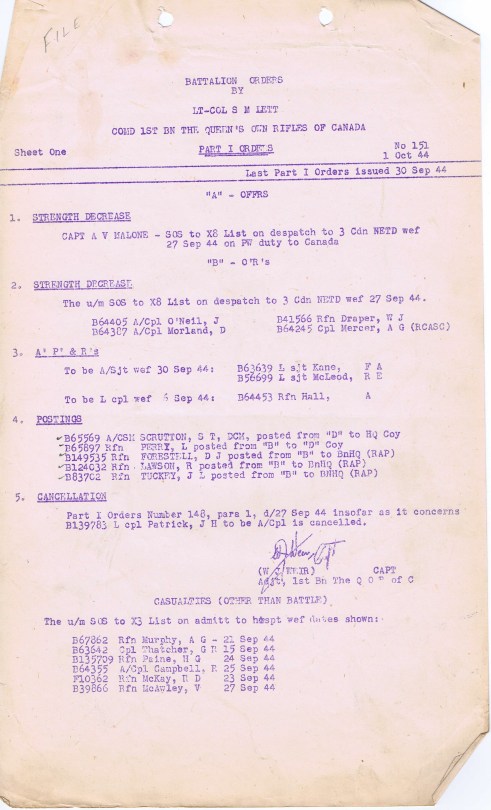 FILE
BATTALION ORDERS
BY
LT-COL S M LETT
COMD 1ST BN THE QUEEN'S OWN RIFLES OF CANADA
Sheet One PART I ORDERS No 151
1 Oct 44
Last Part I Orders issued 30 Sep 44
"A" - OFFRS
1. STRENGTH DECREASE
CAPT A V MALONE - SOS to X8 List on despatch to 3 Cdn NETD wef
27 Sep 44 on PW duty to Canada
"B" - O'R's
2. STRENGTH DECREASE
The u/m SOS to X8 List on despatch to 3 Cdn NETD wef 27 Sep 44.
B64405 A/Cpl O'Neil, J B41566 Rfn Draper, W J
B64387 A/Cpl Morland, D B64245 Cpl Mercer, A G (RCASC)
3. A' P' & R's
To be A/Sjt wef 30 Sep 44: B63639 L sjt Kane, F A
B56699 L sjt McLeod, R E
To be L cpl wef 6 Sep 44: B64453 Rfn Hall, A
4. POSTINGS
B65569 A/CSM SCRUTTON, S T, DCM, posted from "D" to HQ Coy
B65897 Rfn PERRY, L posted from "B" to "D" Coy
B149535 Rfn FORESTELL, D J posted from "B" to BnHQ (RAP)
B124032 Rfn LAWSON, R posted from "B" to BnHQ (RAP)
B83702 Rfn TUCKEY, J L posted from "B" to BNHQ (RAP)
5. CANCELLATION
Part I Orders Number 148, para 1, d/27 Sep 44 insofar as it concerns
B139783 L cpl Patrick, J H to be A/Cpl is cancelled.
(W J WEIR) CAPT
Adjt, 1st Bn The Q O R of C
CASUALTIES (OTHER THAN BATTLE)
The u/m SOS to X3 List on admitt to hospt wef dates shown:
B67862 Rfn Murphy, A G - 21 Sep 44
B63642 Cpl Thatcher, G R 15 Sep 44
B135709 Rfn Paine, H G 24 Sep 44
B64355 A/Cpl Campbell, R 25 Sep 44
F10362 Rfn McKay, R D 23 Sep 44
B39866 Rfn McAwley, V 27 Sep 44